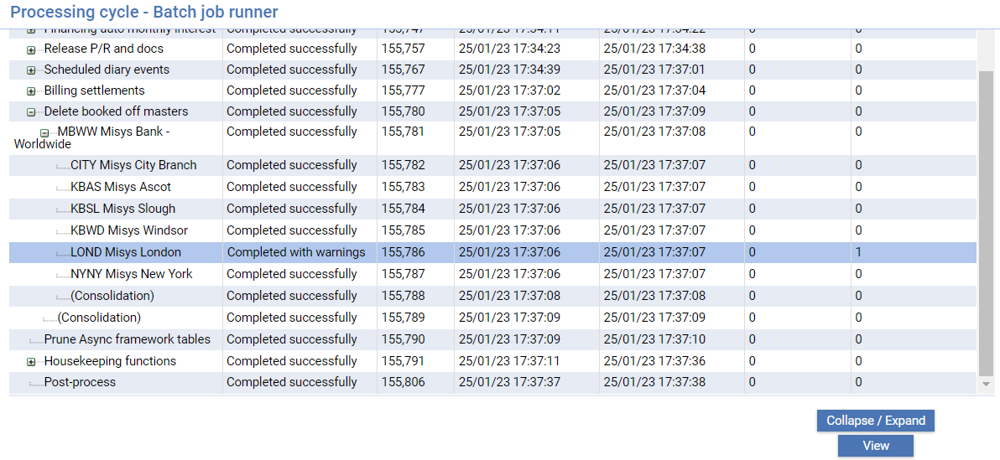 Processing cycle - Batch job runner
Financing auto monthly interest Completed successfully 155,747 25/01/23 17:34:11 25/01/23 17:34:22 0 0
Release P/R and docs Completed successfully 155,757 25/01/23 17:34:23 25/01/23 17:34:38 0 0
Scheduled diary events Completed successfully 155,767 25/01/23 17:34:39 25/01/23 17:37:01 0 0
Billing settlements Completed successfully 155,777 25/01/23 17:37:02 25/01/23 17:37:04 0 0
Delete booked off masters Completed successfully 155,780 25/01/23 17:37:05 25/01/23 17:37:09 0 0
MBWW Misys Bank - Completed successfully 155,781 25/01/23 17:37:05 25/01/23 17:37:08 0 0
Worldwide
CITY Misys City Branch Completed successfully 155,782 25/01/23 17:37:06 25/01/23 17:37:07 0 0
KBAS Misys Ascot Completed successfully 155,783 25/01/23 17:37:06 25/01/23 17:37:07 0 0
KBSL Misys Slough Completed successfully 155,784 25/01/23 17:37:06 25/01/23 17:37:07 0 0
KBWD Misys Windsor Completed successfully 155,785 25/01/23 17:37:06 25/01/23 17:37:07 0 0
LOND Misys London Completed with warnings 155,786 25/01/23 17:37:06 25/01/23 17:37:07 0 1
NYNY Misys New York Completed successfully 155,787 25/01/23 17:37:06 25/01/23 17:37:07 0 0
(Consolidation) Completed successfully 155,788 25/01/23 17:37:08 25/01/23 17:37:08 0 0
(Consolidation) Completed successfully 155,789 25/01/23 17:37:09 25/01/23 17:37:09 0 0
Prune Async framework tables Completed successfully 155,790 25/01/23 17:37:09 25/01/23 17:37:10 0 0
Housekeeping functions Completed successfully 155,791 25/01/23 17:37:11 25/01/23 17:37:36 0 0
Post-process Completed successfully 155,806 25/01/23 17:37:37 25/01/23 17:37:38 0 0
Collapse / Expand
View